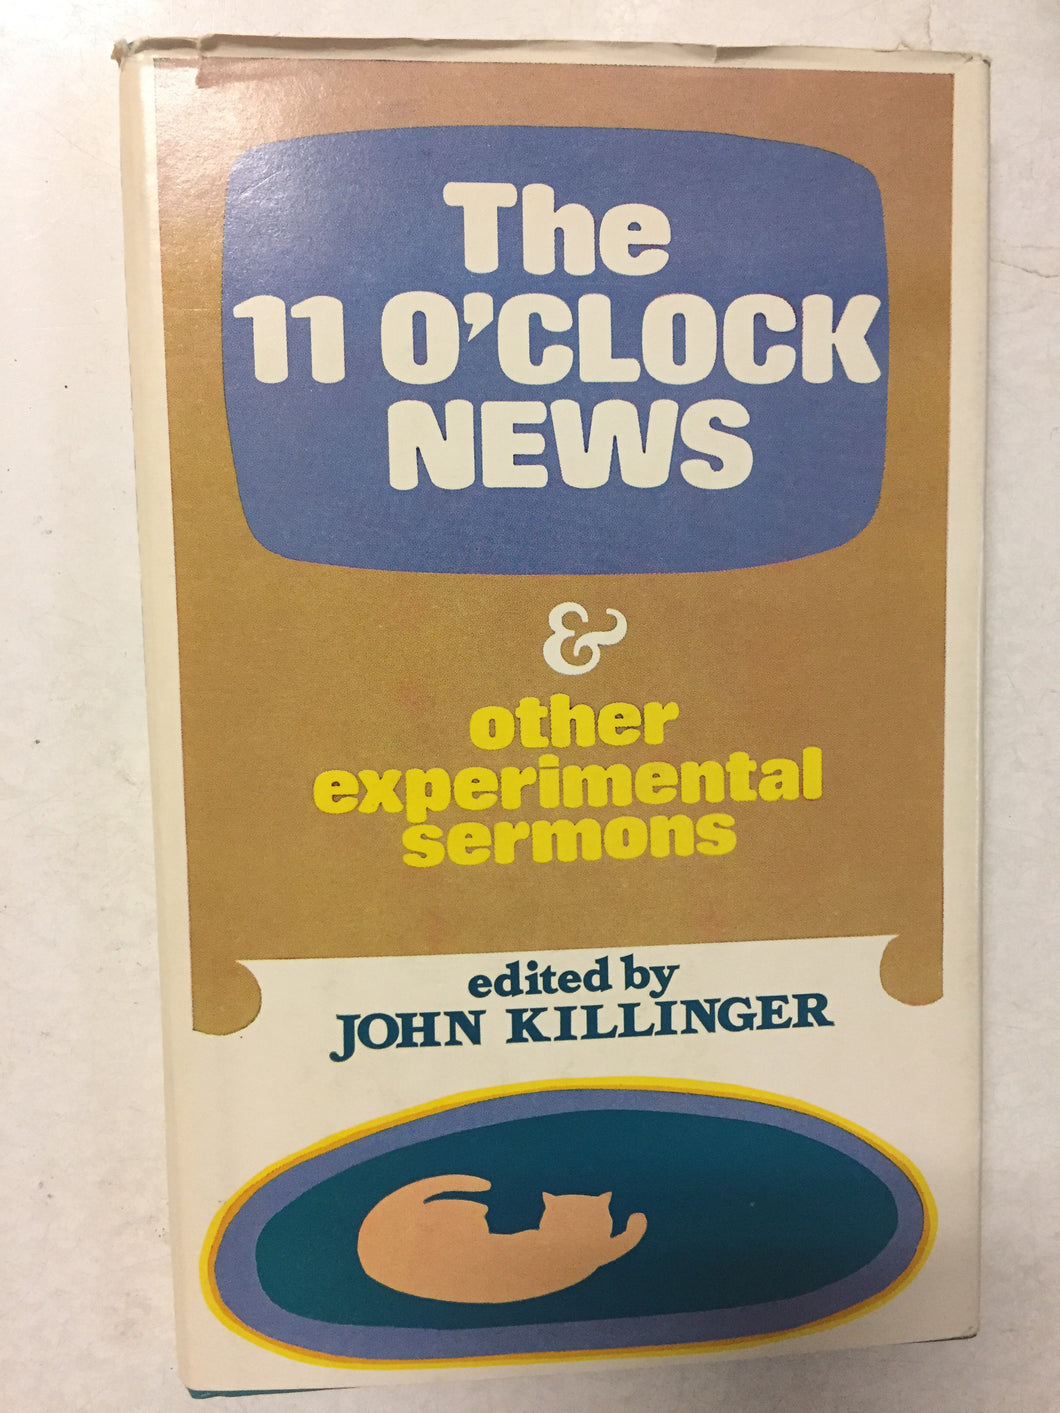 The
11 O'CLOCK
NEWS
&
other
experimental
sermons
edited by
JOHN KILLINGER